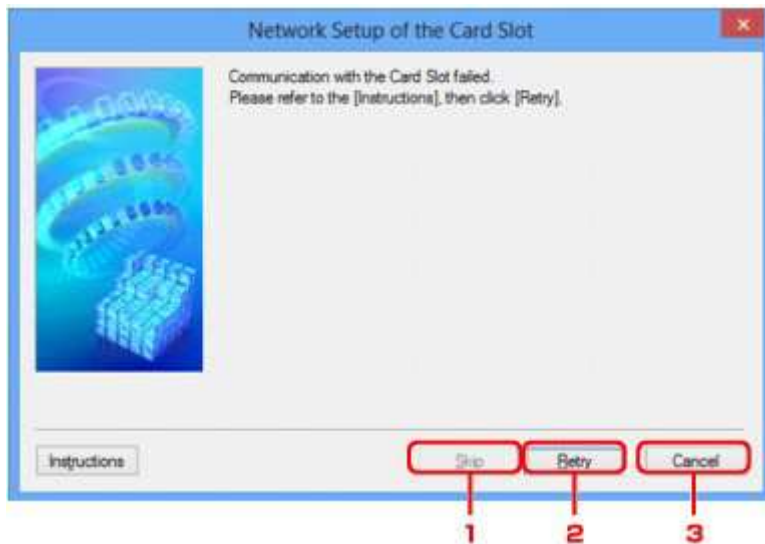 Network Setup of the Card Slot
Communication with the Card Slot failed.
Please refer to the [Instructions], then click [Retry].
Instructions
Skip
Retry
Cancel
1
2
3